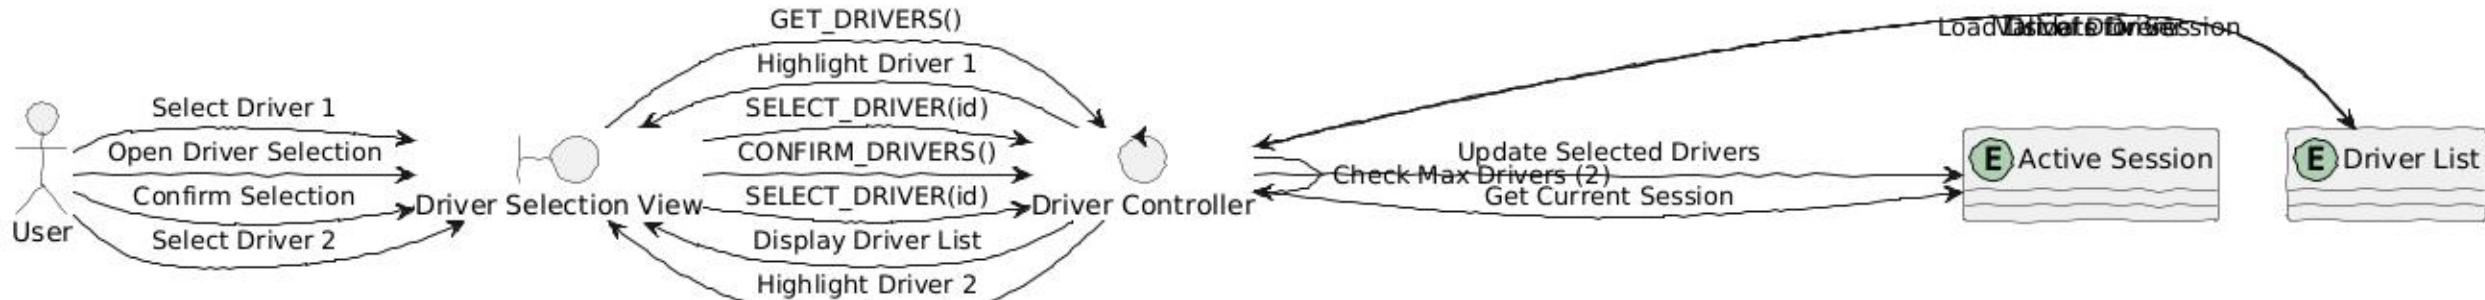 GET_DRIVERS()
Highlight Driver 1
SELECT_DRIVER(id)
CONFIRM_DRIVERS()
SELECT_DRIVER(id)
Display Driver List
Highlight Driver 2
Select Driver 1
Open Driver Selection
Confirm Selection
Select Driver 2
User
Driver Selection View
Driver Controller
Update Selected Drivers
Check Max Drivers (2)
Get Current Session
E Active Session
E Driver List